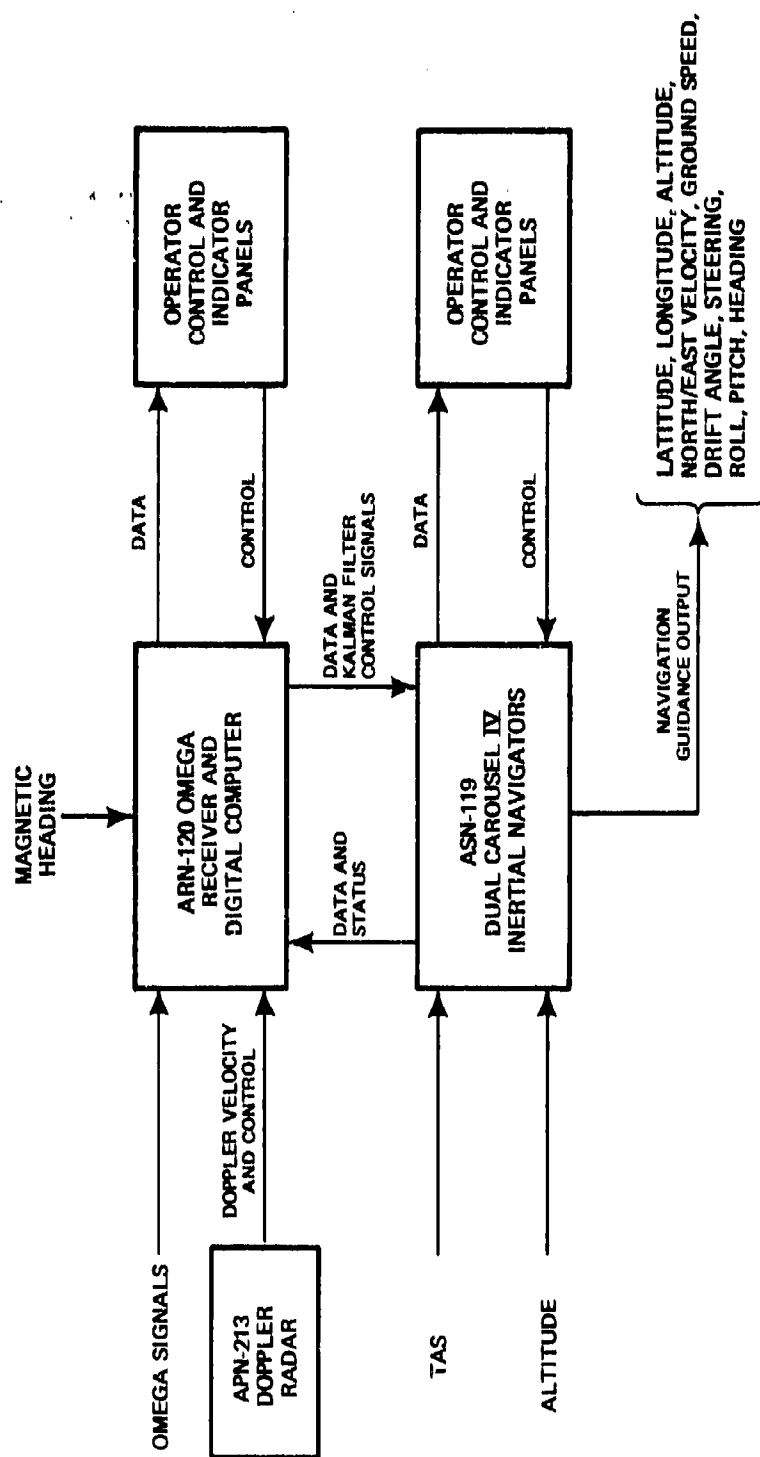 MAGNETIC
HEADING
OMEGA SIGNALS
APN-213
DOPPLER
RADAR
DOPPLER VELOCITY
AND CONTROL
ARN-120 OMEGA
RECEIVER AND
DIGITAL COMPUTER
DATA
CONTROL
OPERATOR
CONTROL AND
INDICATOR
PANELS
DATA AND
STATUS
DATA AND
KALMAN FILTER
CONTROL SIGNALS
TAS
ALTITUDE
ASN-119
DUAL CAROUSEL IV
INERTIAL NAVIGATORS
DATA
CONTROL
OPERATOR
CONTROL AND
INDICATOR
PANELS
NAVIGATION
GUIDANCE OUTPUT
LATITUDE, LONGITUDE, ALTITUDE,
NORTH/EAST VELOCITY, GROUND SPEED,
DRIFT ANGLE, STEERING,
ROLL, PITCH, HEADING